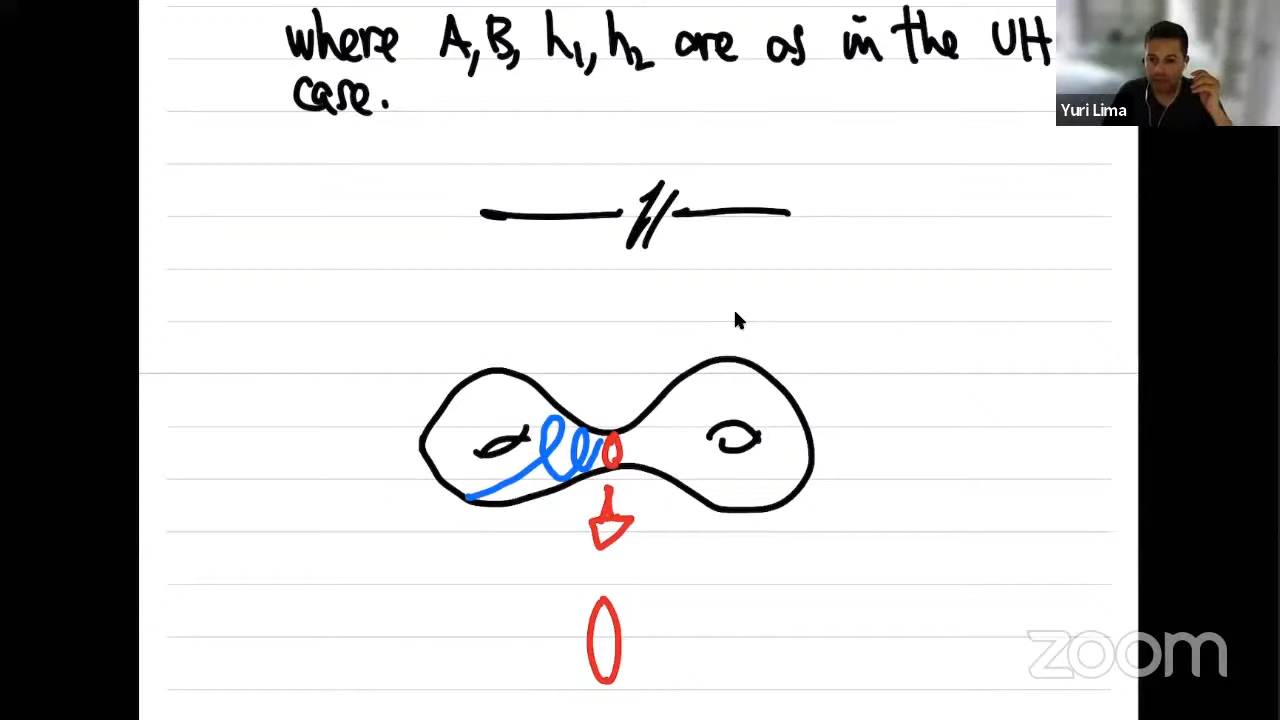 where A, B, h₁, h₂ are as in the UH
case.
Yuri Lima
zoom